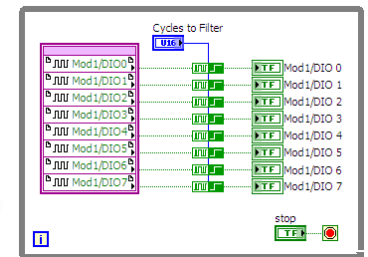 Cycles to Filter
U16
Mod1/DIO0 TF Mod1/DIO 0
Mod1/DIO1 TF Mod1/DIO 1
Mod1/DIO2 TF Mod1/DIO 2
Mod1/DIO3 TF Mod1/DIO 3
Mod1/DIO4 TF Mod1/DIO 4
Mod1/DIO5 TF Mod1/DIO 5
Mod1/DIO6 TF Mod1/DIO 6
Mod1/DIO7 TF Mod1/DIO 7
stop
i TF